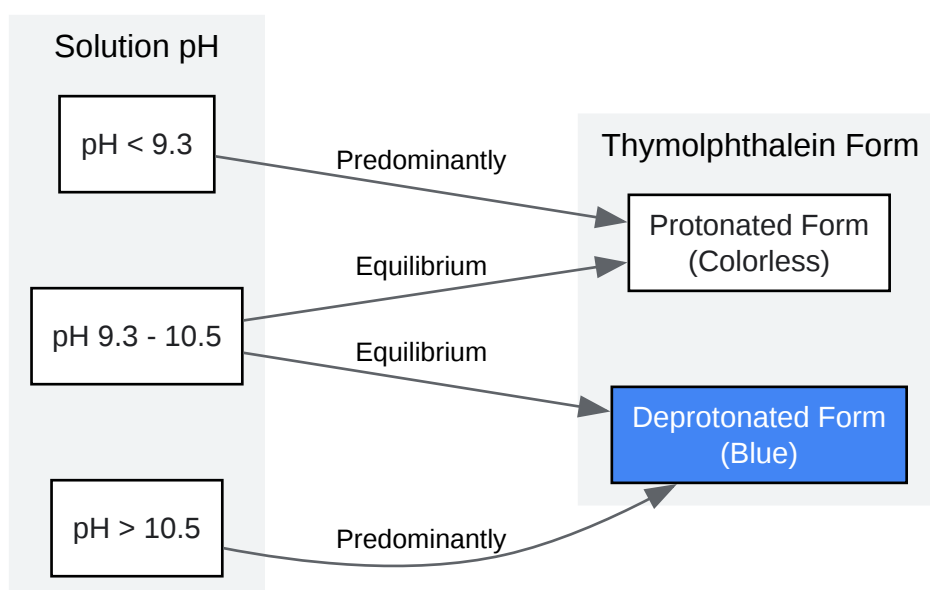 Solution pH
pH < 9.3
pH 9.3 - 10.5
pH > 10.5
Predominantly
Equilibrium
Equilibrium
Predominantly
Thymolphthalein Form
Protonated Form
(Colorless)
Deprotonated Form
(Blue)